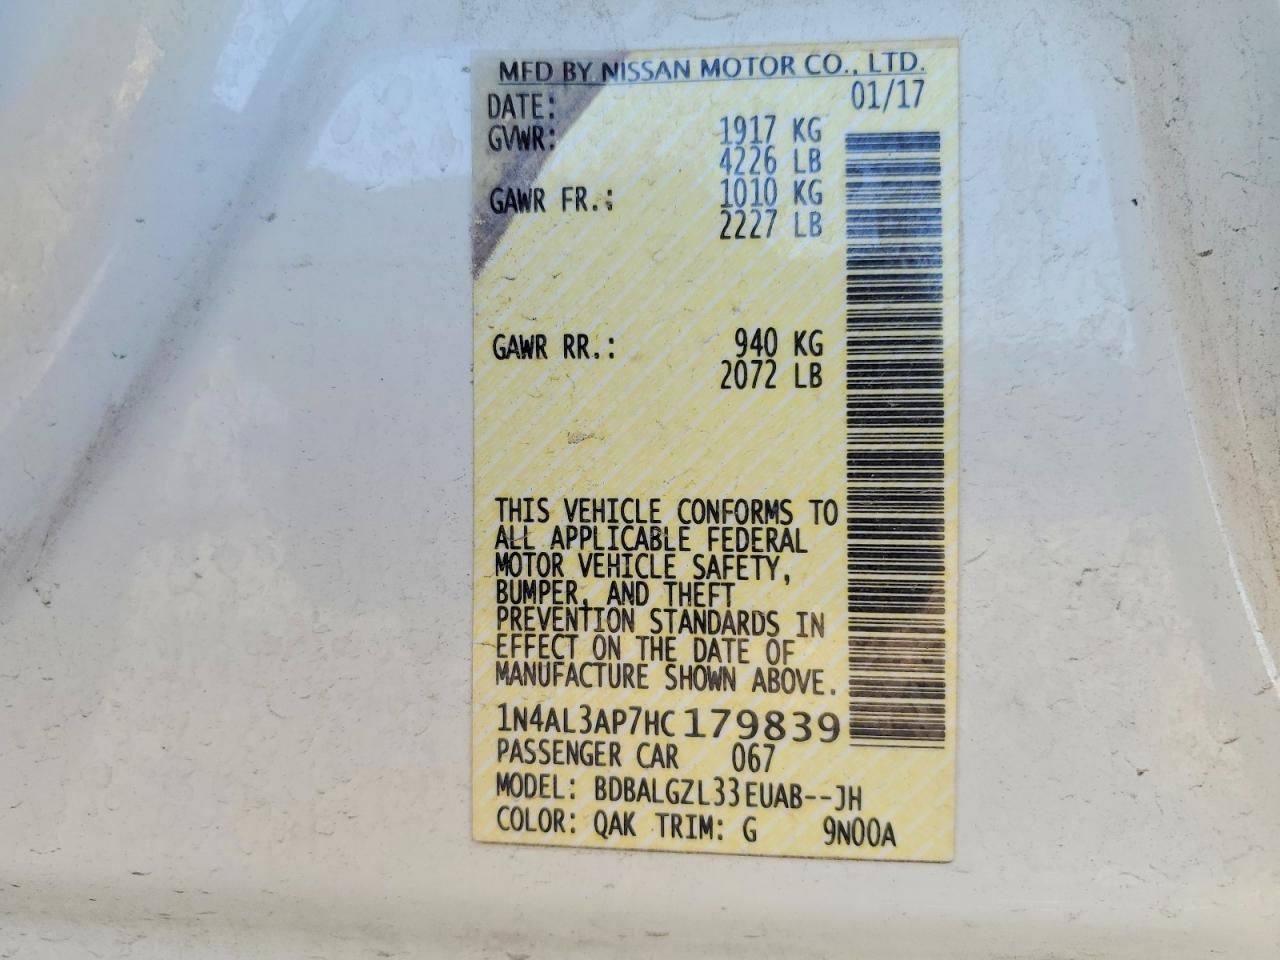 MFD BY NISSAN MOTOR CO., LTD.
DATE: 01/17
GVWR: 1917 KG
4226 LB
GAWR FR.: 1010 KG
2227 LB
GAWR RR.: 940 KG
2072 LB
THIS VEHICLE CONFORMS TO
ALL APPLICABLE FEDERAL
MOTOR VEHICLE SAFETY,
BUMPER, AND THEFT
PREVENTION STANDARDS IN
EFFECT ON THE DATE OF
MANUFACTURE SHOWN ABOVE.
1N4AL3AP7HC179839
PASSENGER CAR 067
MODEL: BDBALGZL33EUAB--JH
COLOR: QAK TRIM: G 9N00A